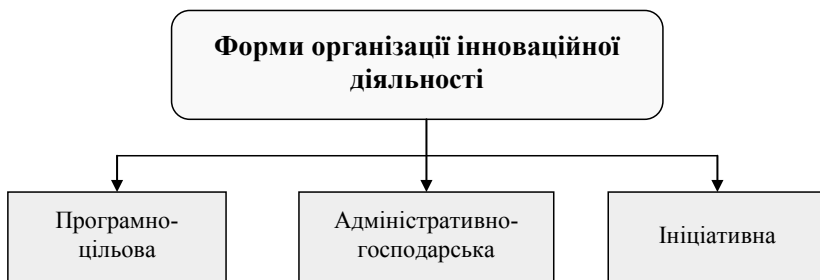 Форми організації інноваційної
діяльності
Програмно-
цільова
Адміністративно-
господарська
Ініціативна